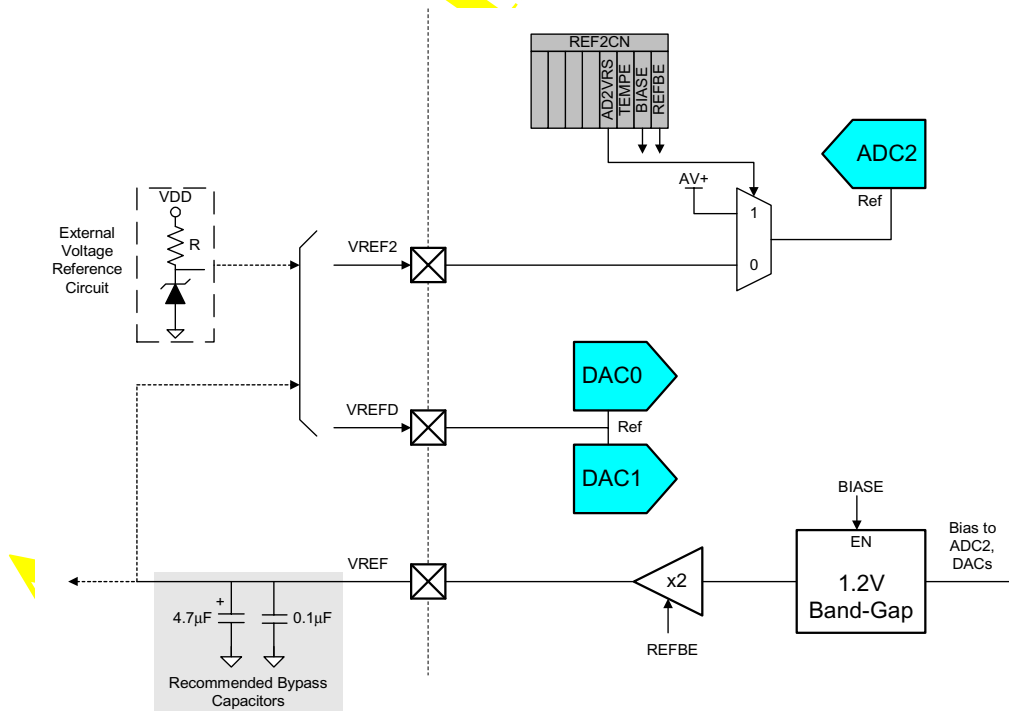 REF2CN
AD2VRS
TEMPE
BIASE
REFBE
ADC2
Ref
AV+
1
0
VDD
R
External
Voltage
Reference
Circuit
VREF2
DAC0
VREFD
Ref
DAC1
BIASE
EN
1.2V
Band-Gap
Bias to
ADC2,
DACs
VREF
x2
REFBE
+
4.7µF
0.1µF
Recommended Bypass
Capacitors